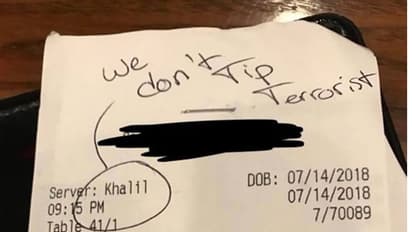 We
don't Tip
Terrorist
Server: Khalil
DOB: 07/14/2018
09:15 PM
07/14/2018
Table 41/1
7/70089